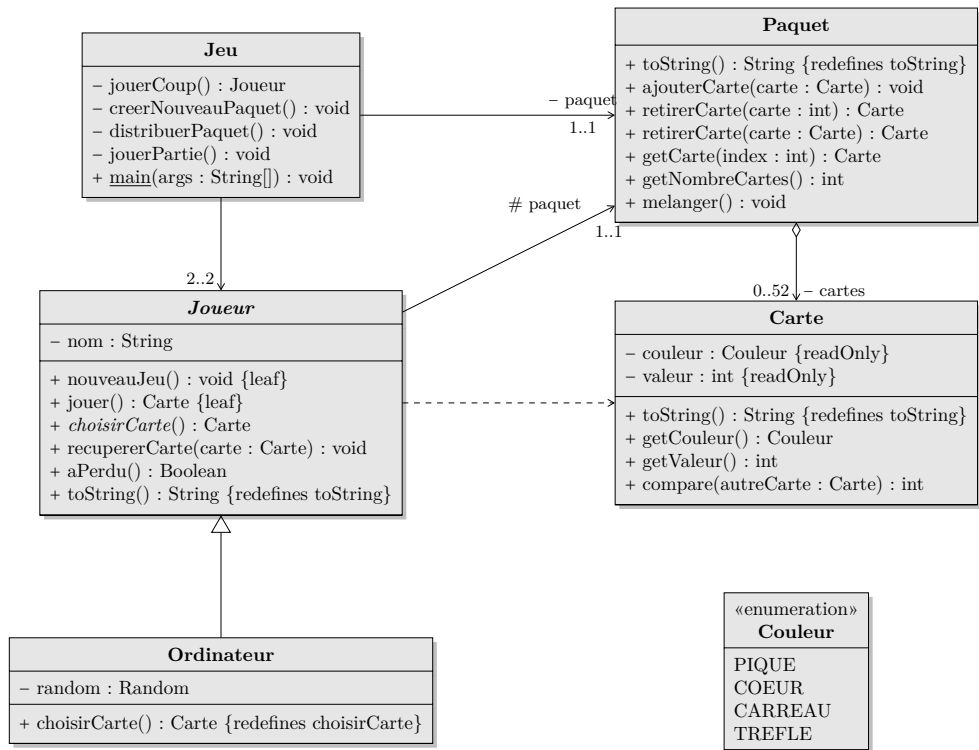 Jeu
– jouerCoup() : Joueur
– creerNouveauPaquet() : void
– distribuerPaquet() : void
– jouerPartie() : void
+ main(args : String[]) : void
– paquet
1..1
Paquet
+ toString() : String {redefines toString}
+ ajouterCarte(carte : Carte) : void
+ retirerCarte(carte : int) : Carte
+ retirerCarte(carte : Carte) : Carte
+ getCarte(index : int) : Carte
+ getNombreCartes() : int
+ melanger() : void
# paquet
1..1
2..2
0..52
– cartes
Joueur
– nom : String
+ nouveauJeu() : void {leaf}
+ jouer() : Carte {leaf}
+ choisirCarte() : Carte
+ recupererCarte(carte : Carte) : void
+ aPerdu() : Boolean
+ toString() : String {redefines toString}
Carte
– couleur : Couleur {readOnly}
– valeur : int {readOnly}
+ toString() : String {redefines toString}
+ getCouleur() : Couleur
+ getValeur() : int
+ compare(autreCarte : Carte) : int
Ordinateur
– random : Random
+ choisirCarte() : Carte {redefines choisirCarte}
«enumeration»
Couleur
PIQUE
COEUR
CARREAU
TREFLE